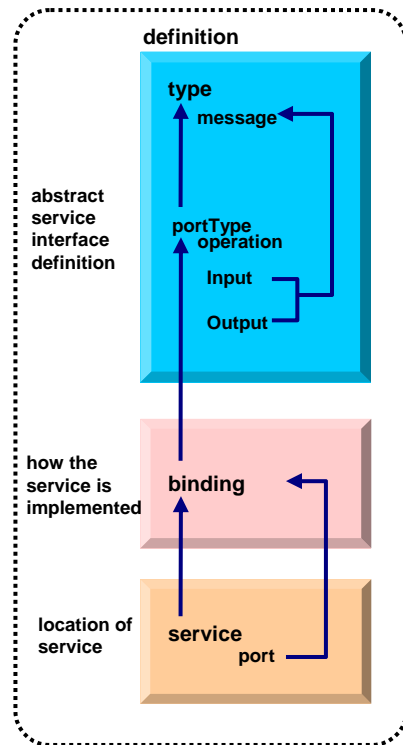 definition
type
message
abstract
service
interface
definition
portType
operation
Input
Output
how the
service is
implemented
binding
location of
service
service
port